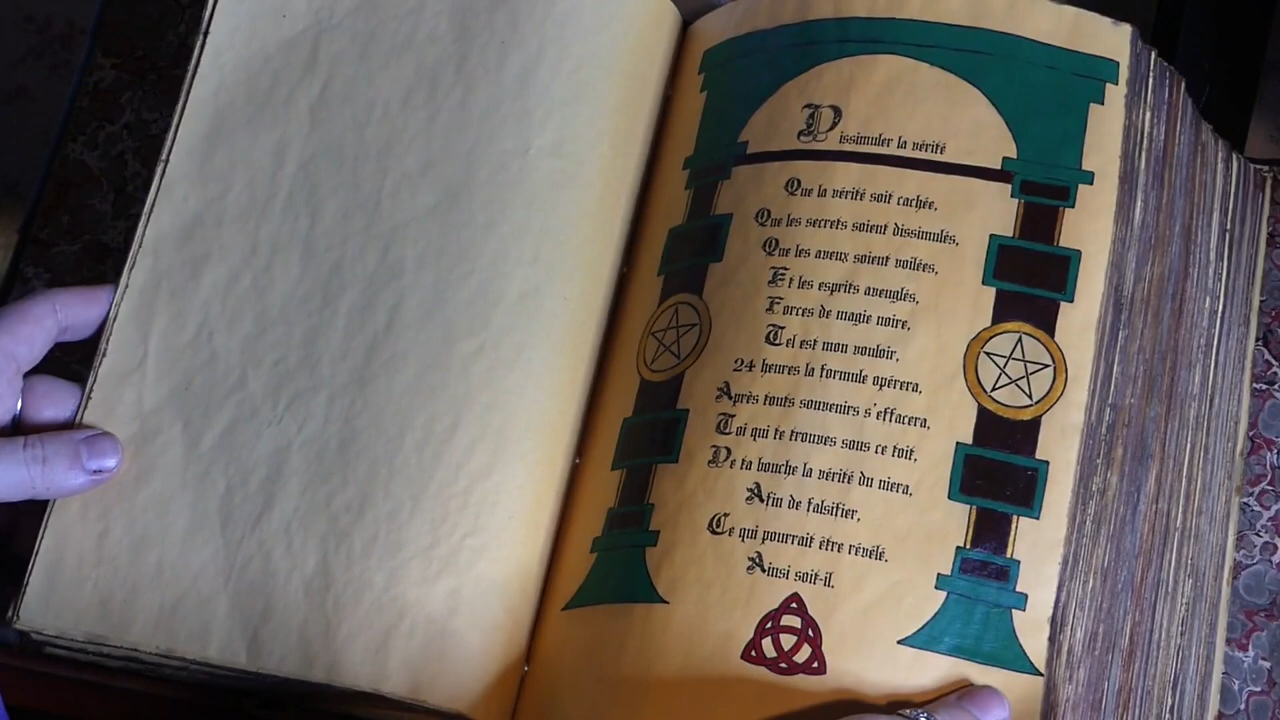 Dissimuler la vérité
Que la vérité soit cachée,
Que les secrets soient dissimulés,
Que les aveux soient voilées,
Et les esprits aveuglés,
Forces de magie noire,
Tel est mon vouloir,
24 heures la formule opérera,
Après touts souvenirs s'effacera,
Toi qui te trouves sous ce toit,
De ta bouche la vérité du niera,
Afin de falsifier,
Ce qui pourrait être révélé.
Ainsi soit-il.